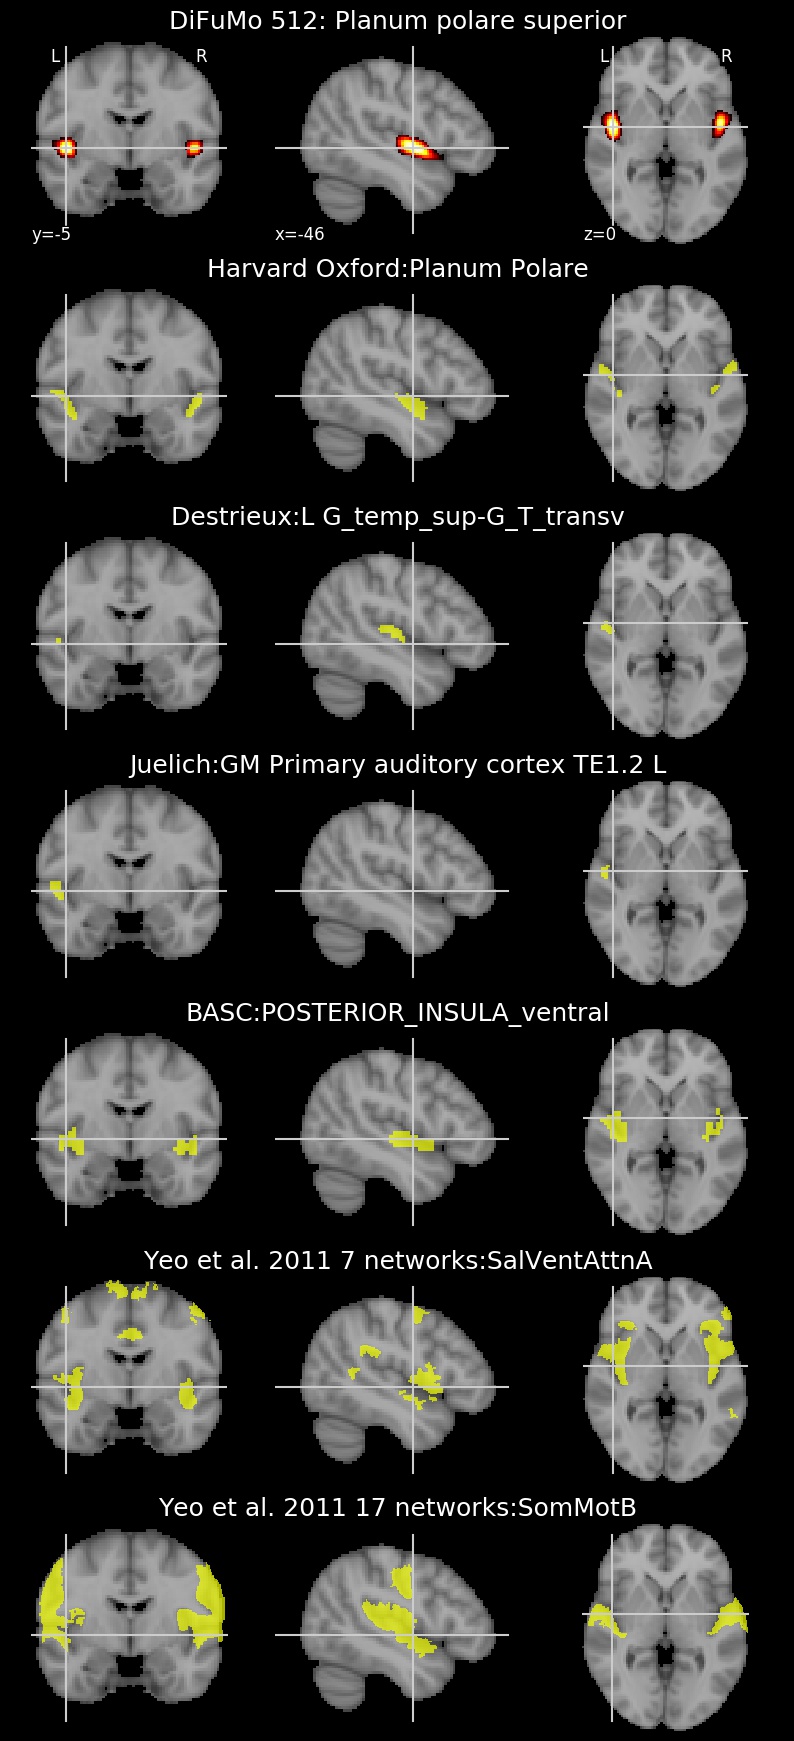 DiFuMo 512: Planum polare superior
L R L R
y=-5 x=-46 z=0
Harvard Oxford:Planum Polare
Destrieux:L G_temp_sup-G_T_transv
Juelich:GM Primary auditory cortex TE1.2 L
BASC:POSTERIOR_INSULA_ventral
Yeo et al. 2011 7 networks:SalVentAttnA
Yeo et al. 2011 17 networks:SomMotB